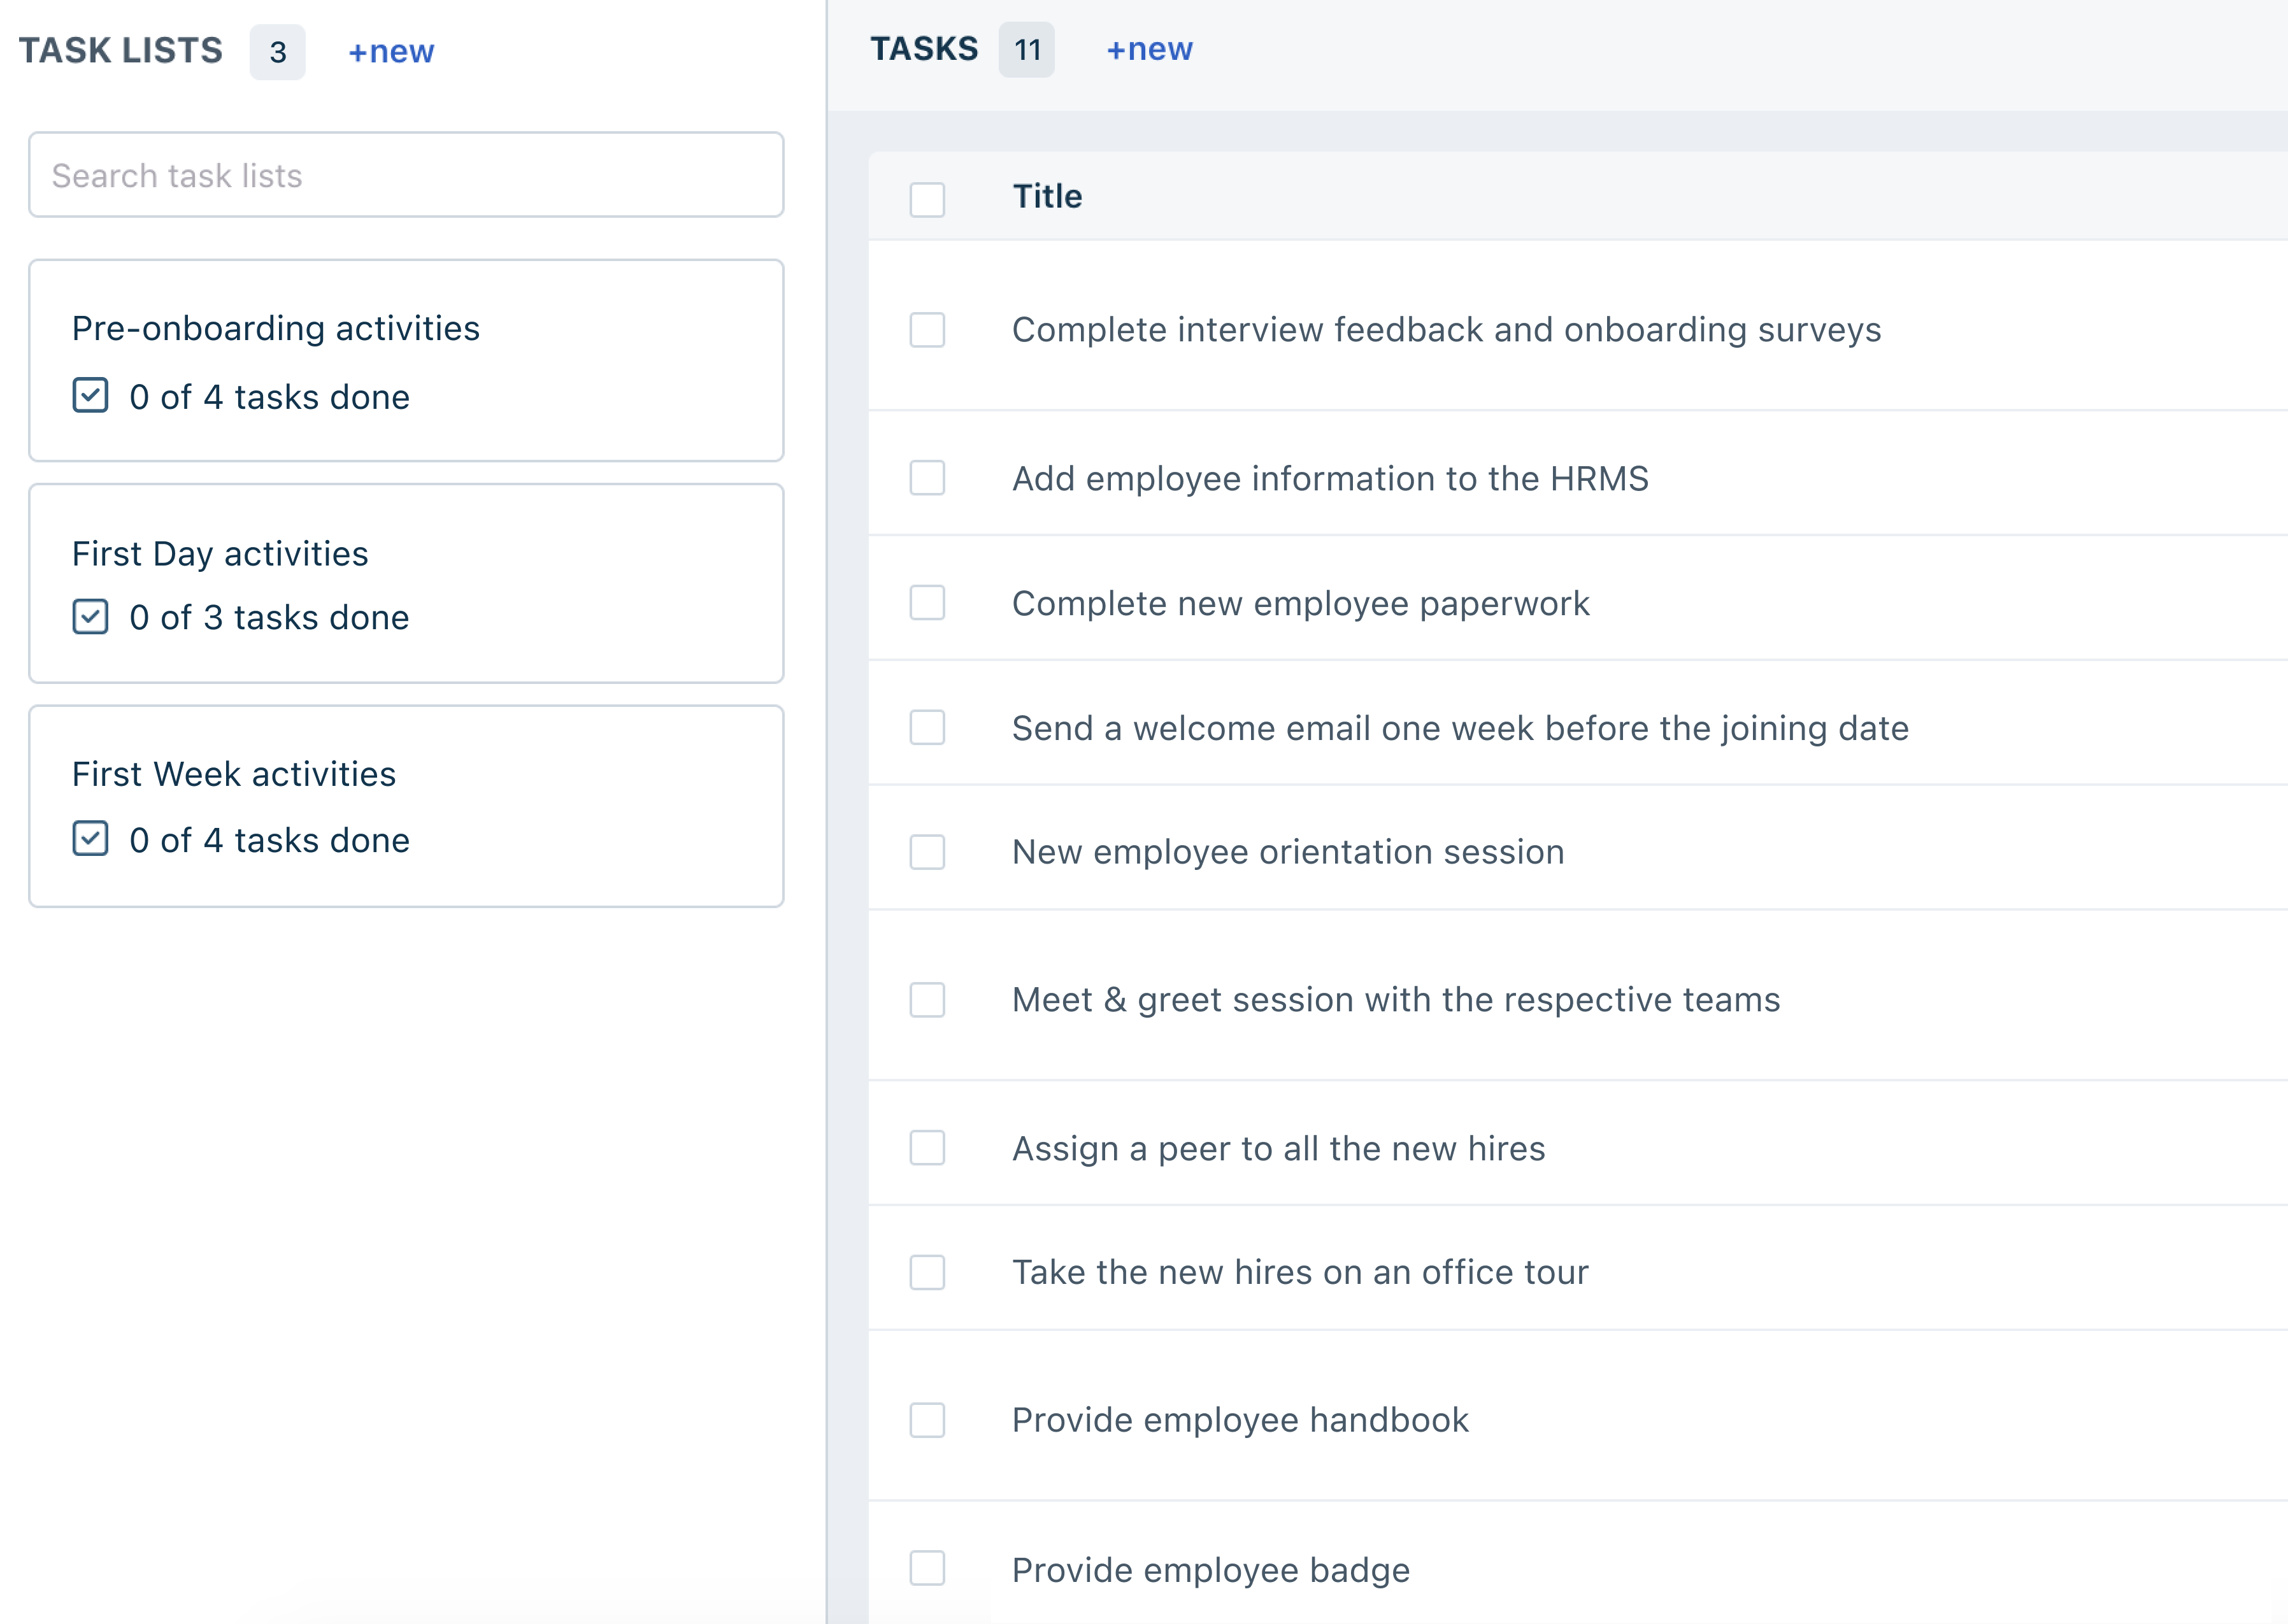 TASK LISTS 3 +new
Search task lists
Pre-onboarding activities
0 of 4 tasks done
First Day activities
0 of 3 tasks done
First Week activities
0 of 4 tasks done
TASKS 11 +new
Title
Complete interview feedback and onboarding surveys
Add employee information to the HRMS
Complete new employee paperwork
Send a welcome email one week before the joining date
New employee orientation session
Meet & greet session with the respective teams
Assign a peer to all the new hires
Take the new hires on an office tour
Provide employee handbook
Provide employee badge